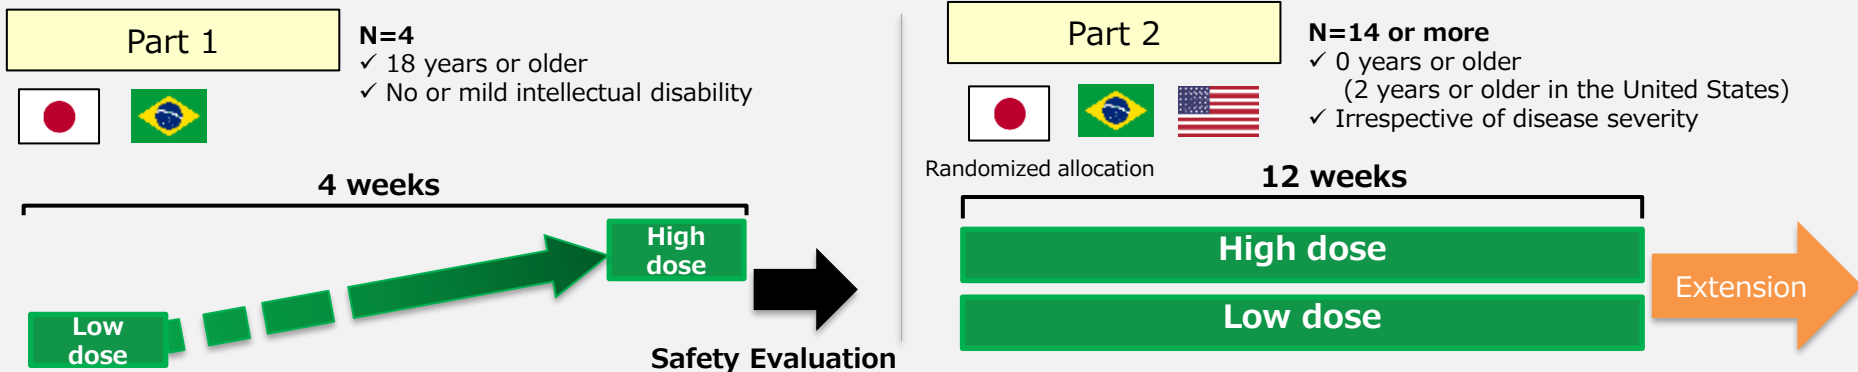 Part 1
N=4
✓ 18 years or older
✓ No or mild intellectual disability
4 weeks
Low
dose
High
dose
Safety Evaluation
Part 2
N=14 or more
✓ 0 years or older
(2 years or older in the United States)
✓ Irrespective of disease severity
Randomized allocation
12 weeks
High dose
Low dose
Extension